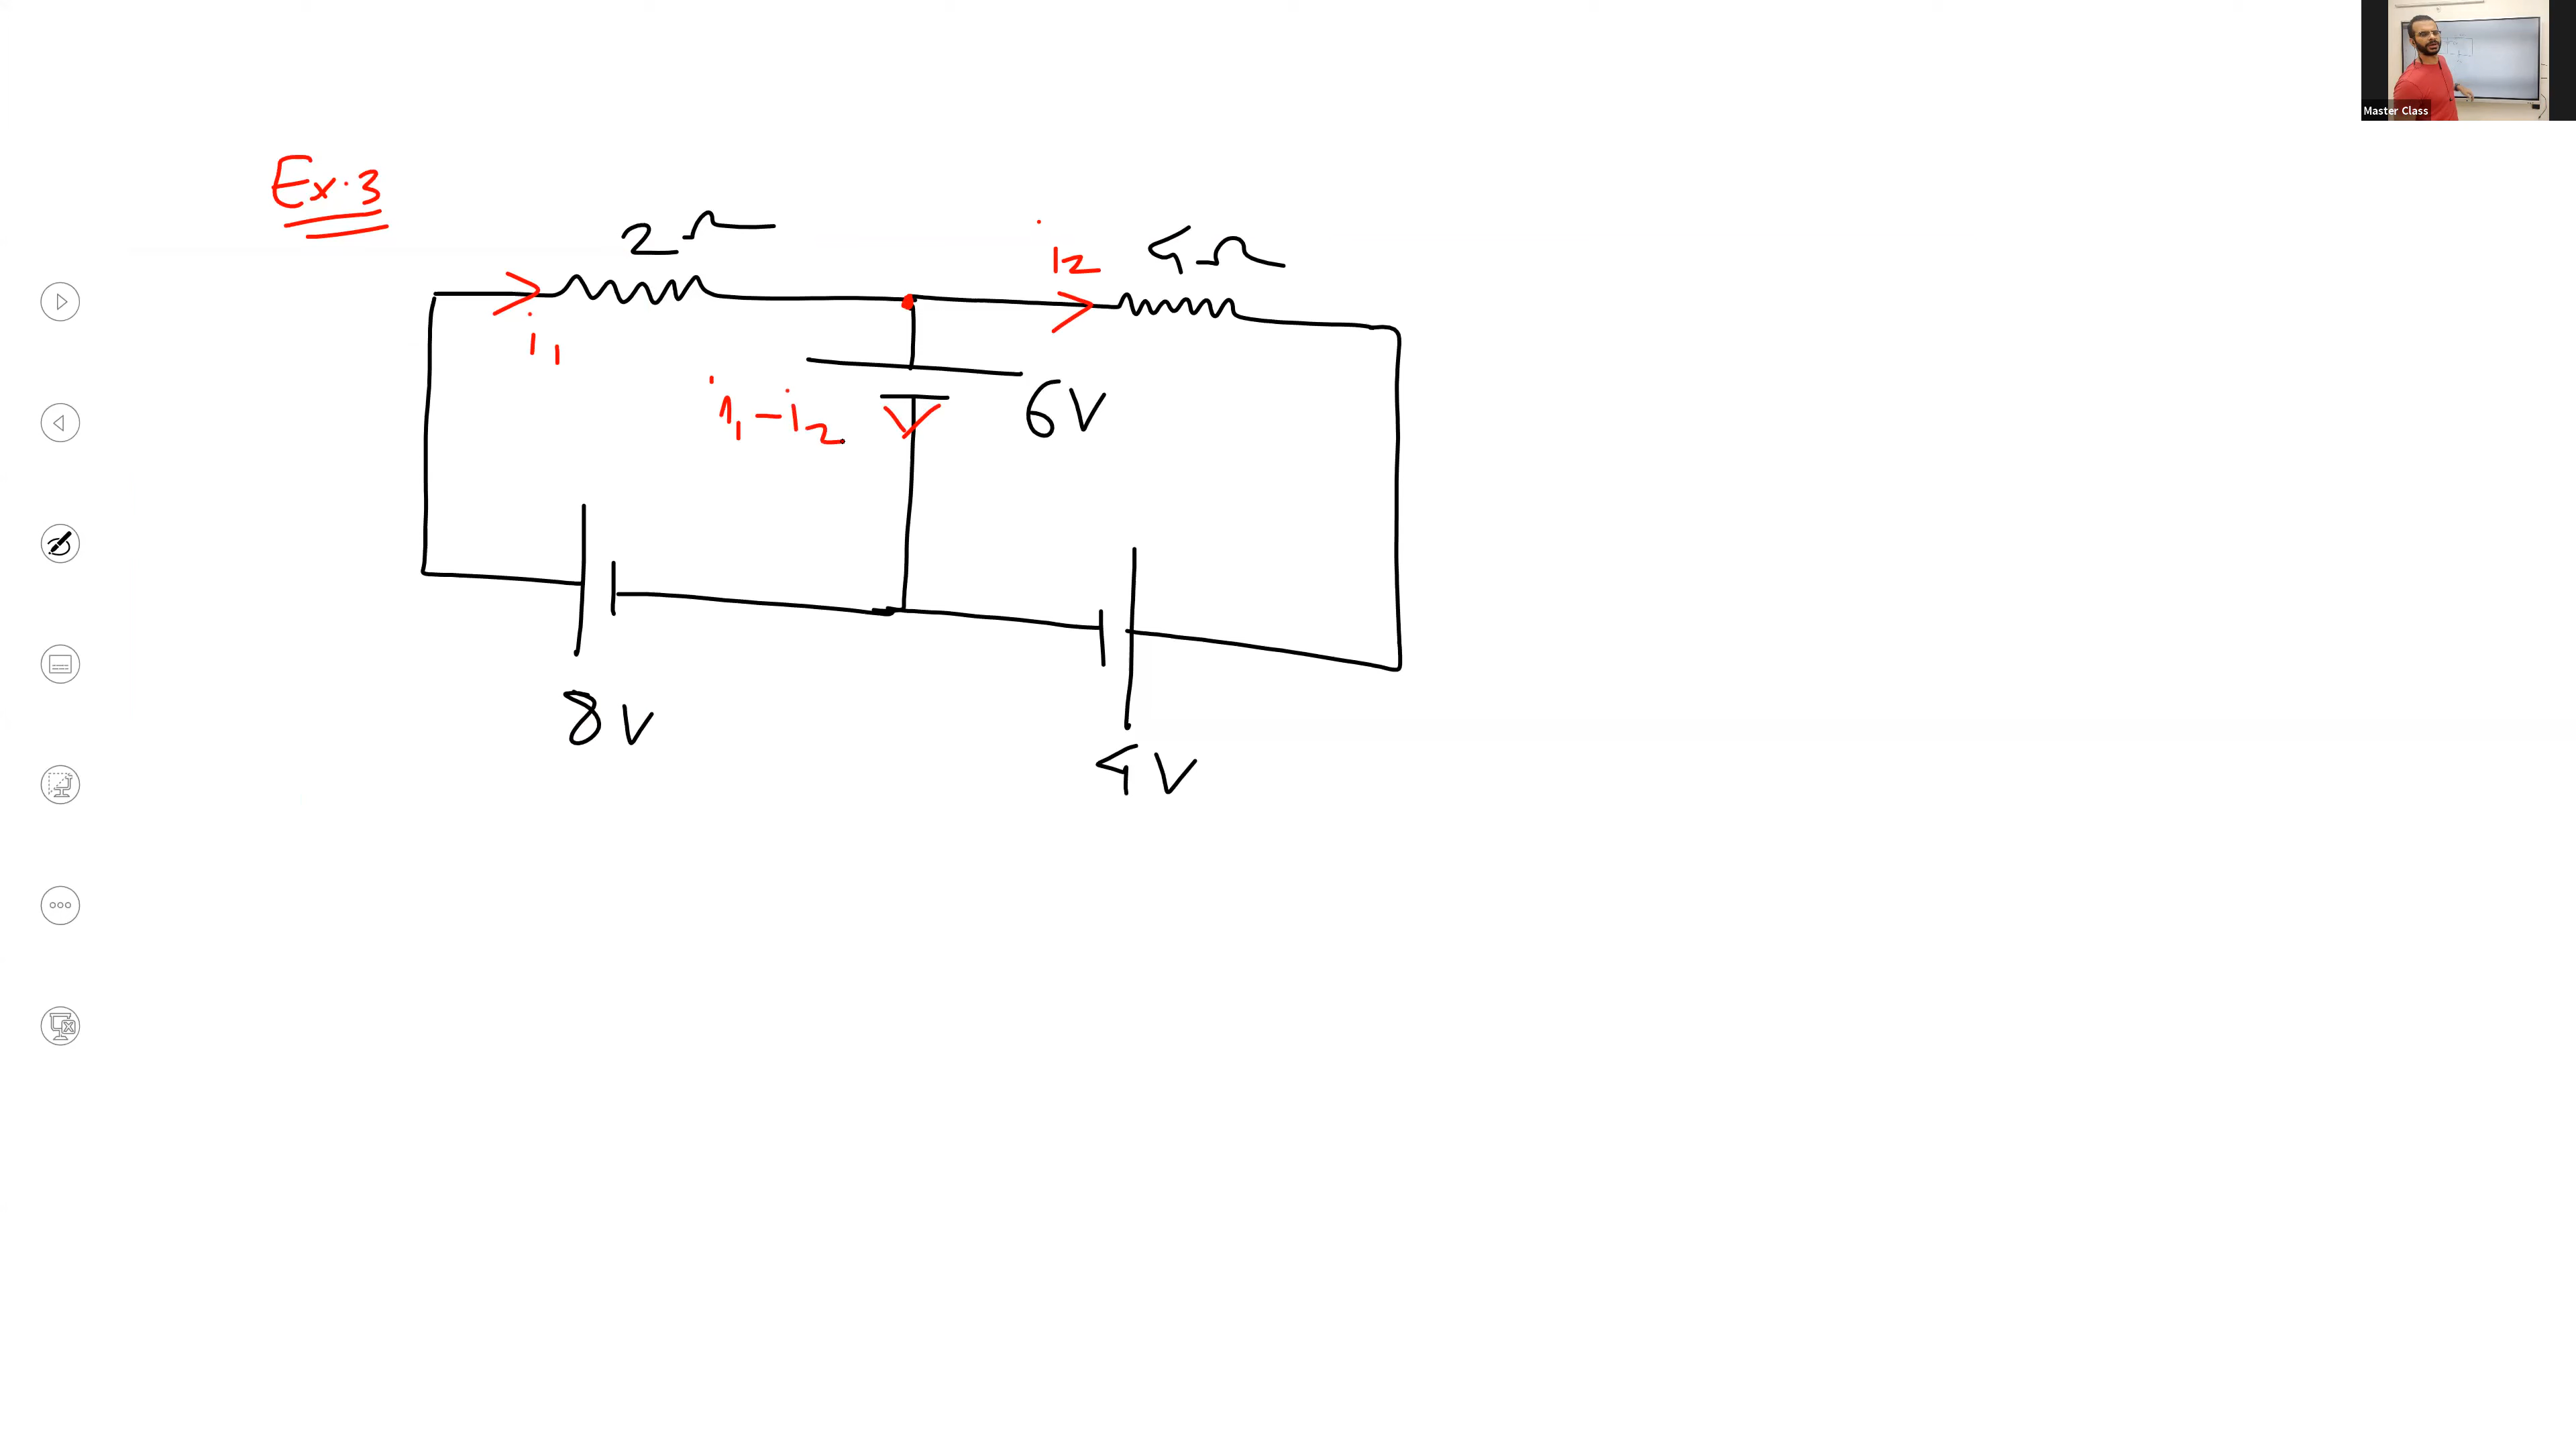 Master Class
Ex.3
2Ω
i2
4Ω
i1
i1-i2
6V
8V
4V